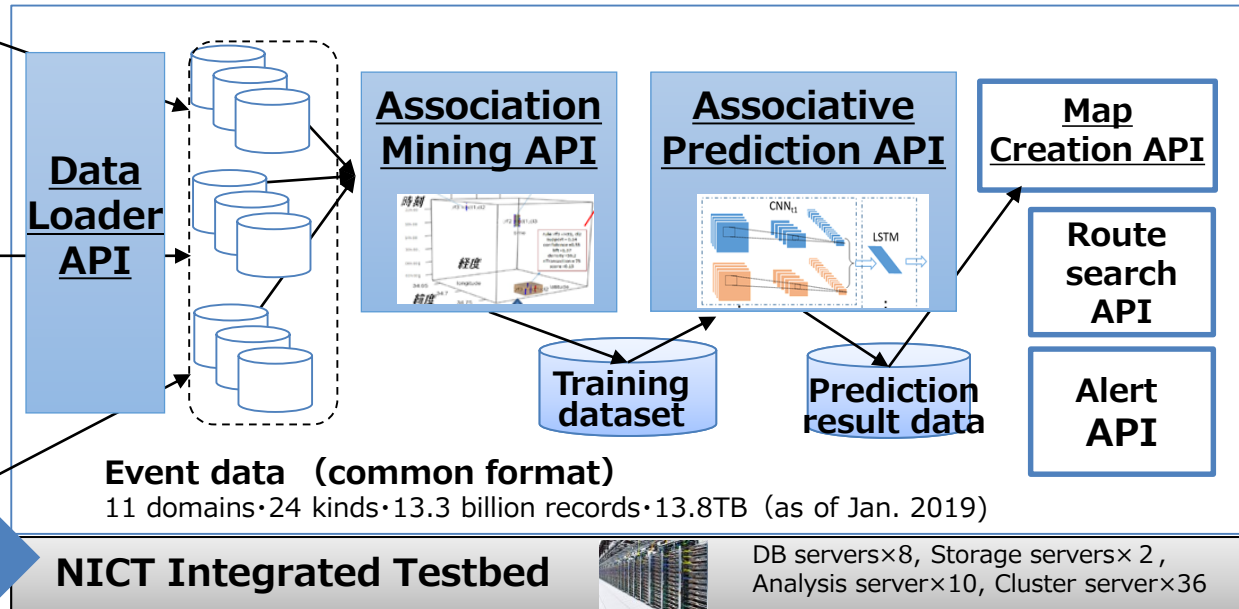 Data
Loader
API
Association
Mining API
時刻
経度
longitude
緯度
latitude
Associative
Prediction API
CNNt1
LSTM
Map
Creation API
Route
search
API
Alert
API
Training
dataset
Prediction
result data
Event data （common format）
11 domains・24 kinds・13.3 billion records・13.8TB（as of Jan. 2019）
NICT Integrated Testbed
DB servers×8, Storage servers×２,
Analysis server×10, Cluster server×36